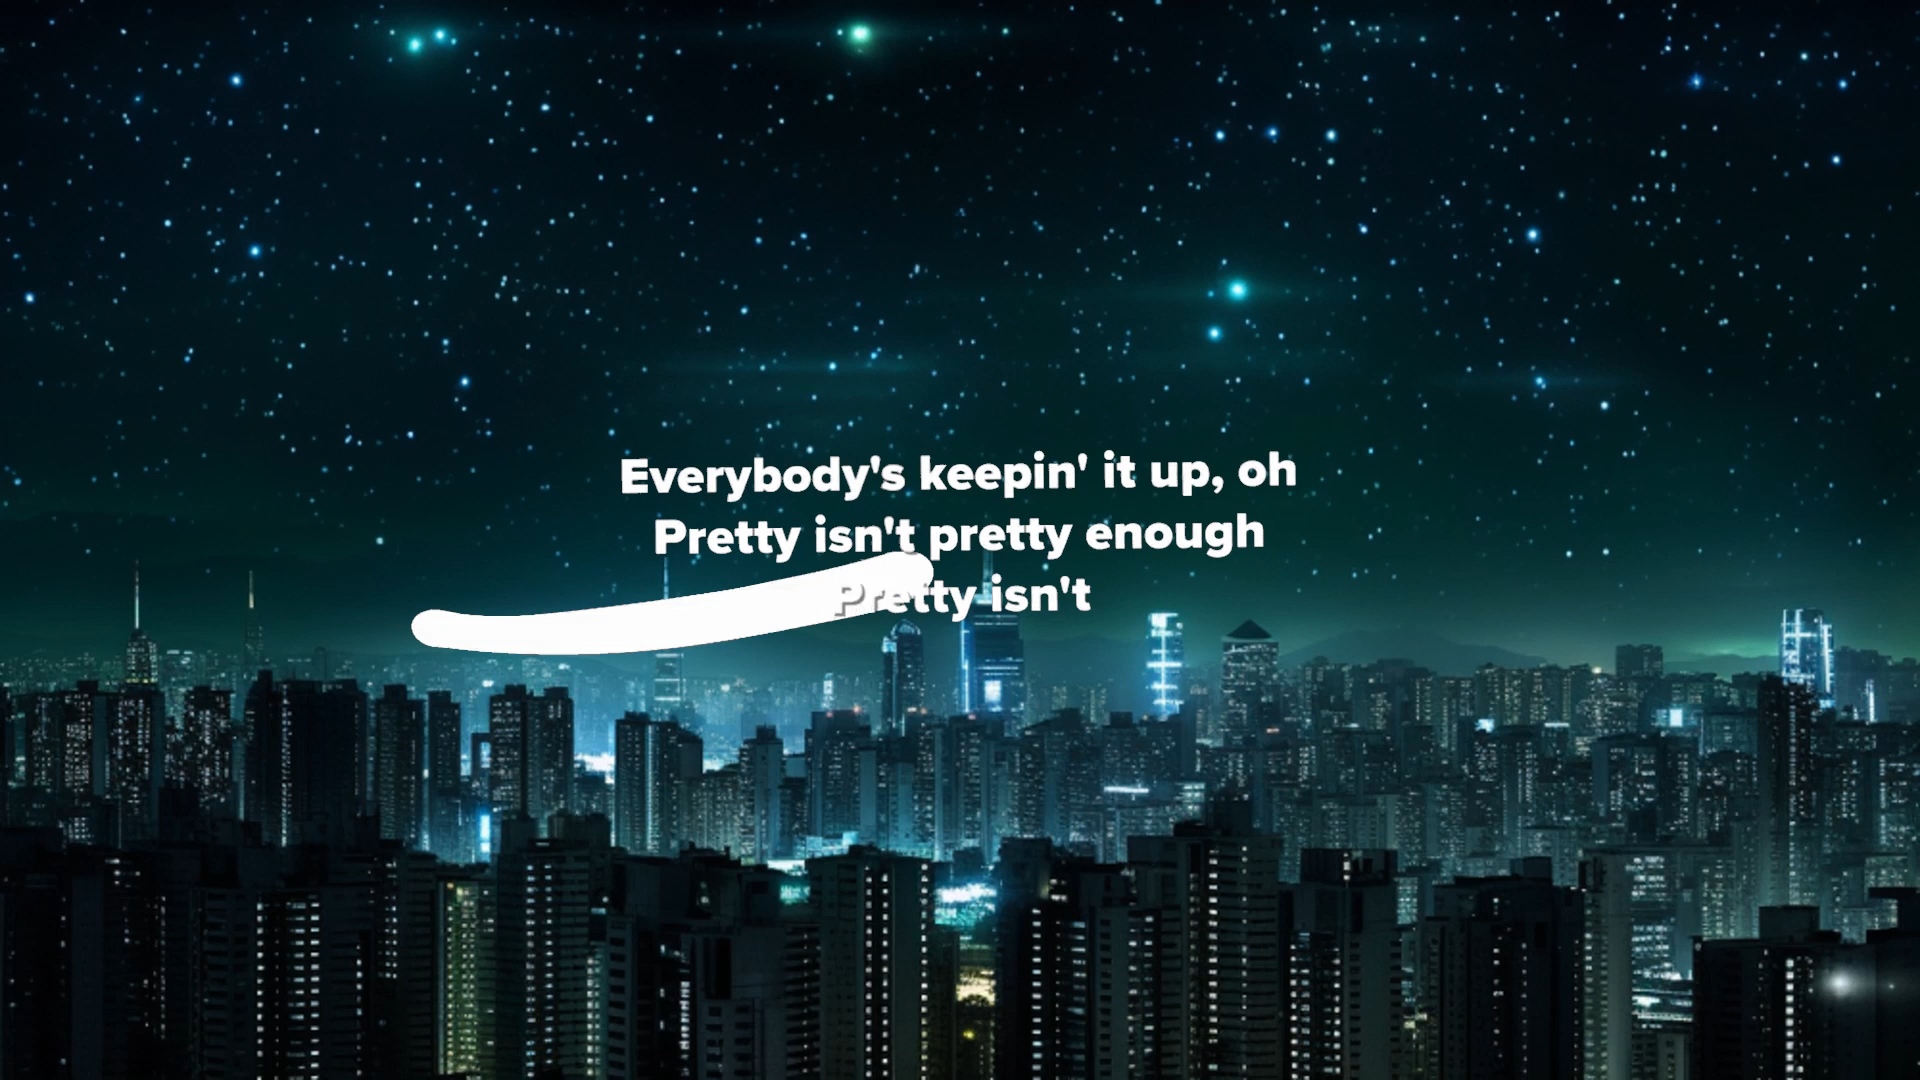 Everybody's keepin' it up, oh
Pretty isn't pretty enough
Pretty isn't